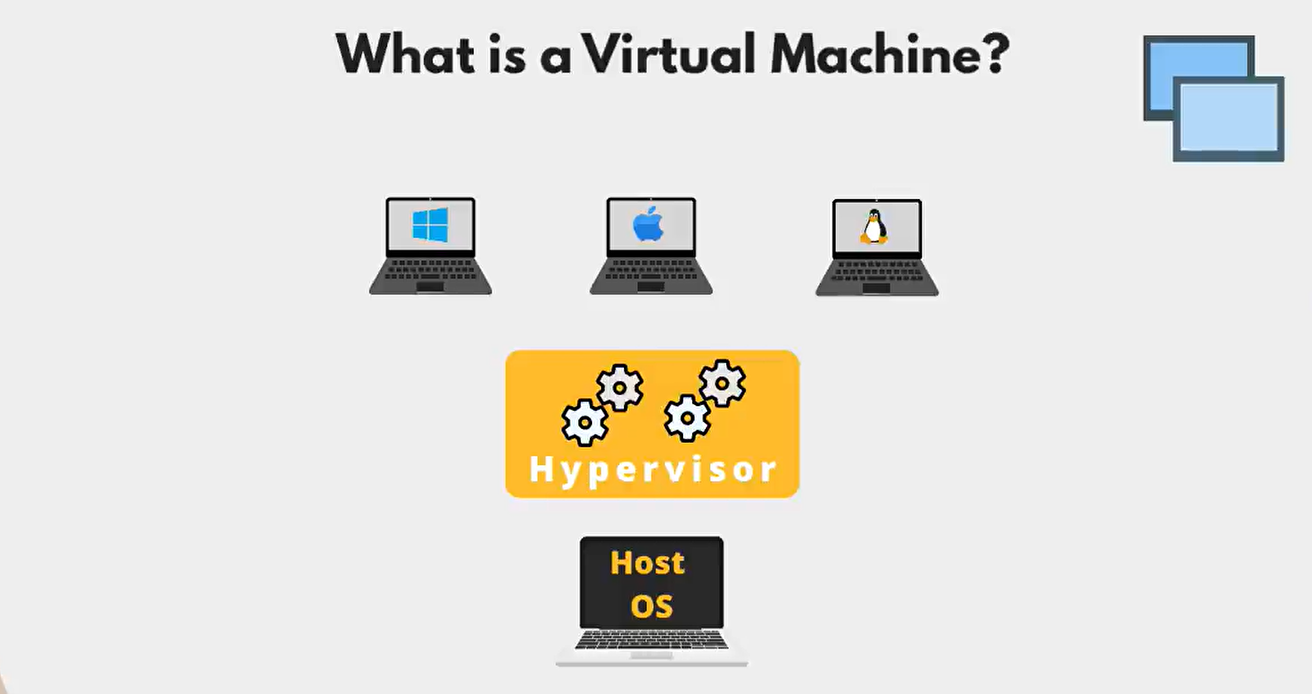 What is a Virtual Machine?
Hypervisor
Host
OS